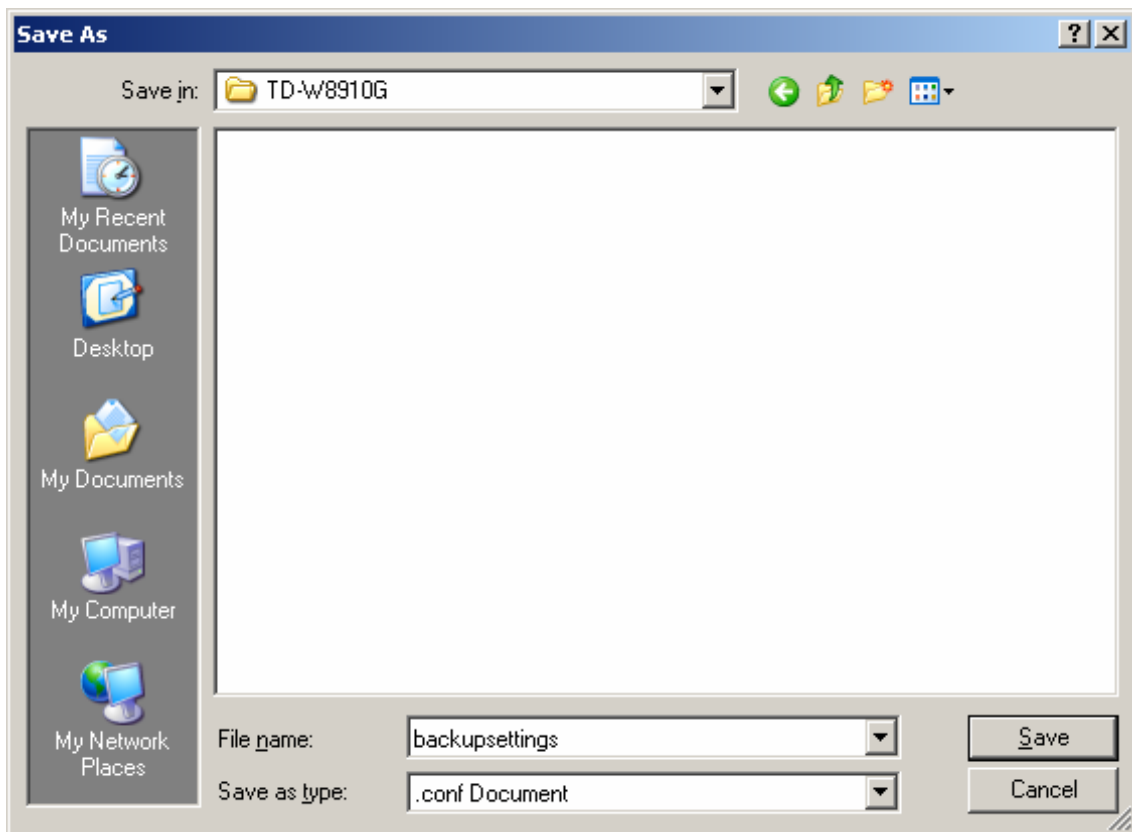 Save As
Save in:
TD-W8910G
My Recent
Documents
Desktop
My Documents
My Computer
My Network
Places
File name:
backupsettings
Save
Save as type:
.conf Document
Cancel